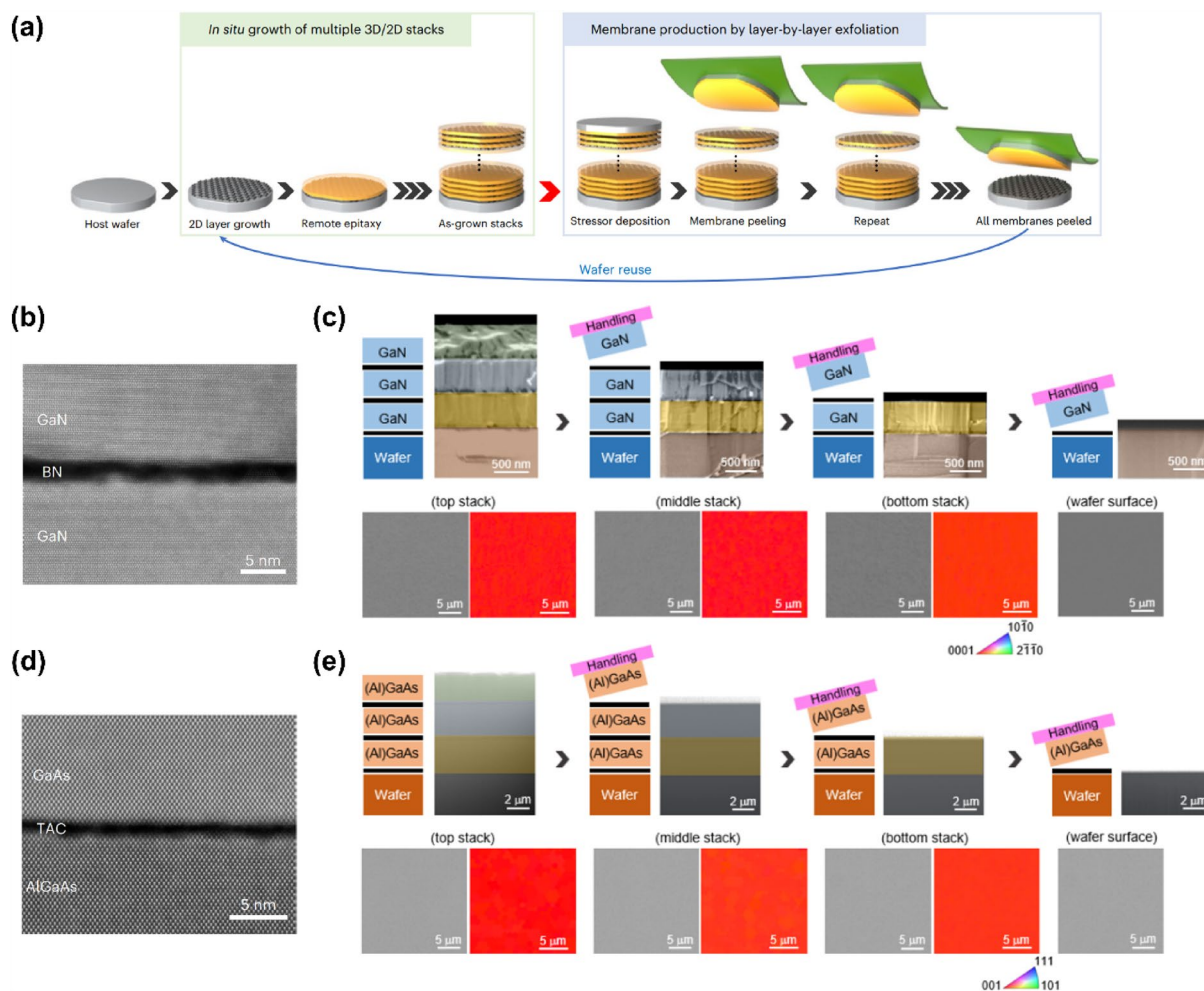 (a)
In situ growth of multiple 3D/2D stacks
Membrane production by layer-by-layer exfoliation
Host wafer
2D layer growth
Remote epitaxy
As-grown stacks
Stressor deposition
Membrane peeling
Repeat
All membranes peeled
Wafer reuse
(b)
GaN
BN
GaN
5 nm
(c)
GaN
GaN
GaN
Wafer
500 nm
Handling
GaN
GaN
GaN
Wafer
500 nm
Handling
GaN
GaN
Wafer
500 nm
Handling
GaN
Wafer
500 nm
(top stack)
(middle stack)
(bottom stack)
(wafer surface)
5 μm
5 μm
5 μm
5 μm
5 μm
5 μm
5 μm
101̅0
0001
21̅1̅0
(d)
GaAs
TAC
AlGaAs
5 nm
(e)
(Al)GaAs
(Al)GaAs
(Al)GaAs
Wafer
2 μm
Handling
(Al)GaAs
(Al)GaAs
(Al)GaAs
Wafer
2 μm
Handling
(Al)GaAs
(Al)GaAs
Wafer
2 μm
Handling
(Al)GaAs
Wafer
2 μm
(top stack)
(middle stack)
(bottom stack)
(wafer surface)
5 μm
5 μm
5 μm
5 μm
5 μm
5 μm
5 μm
111
001
101